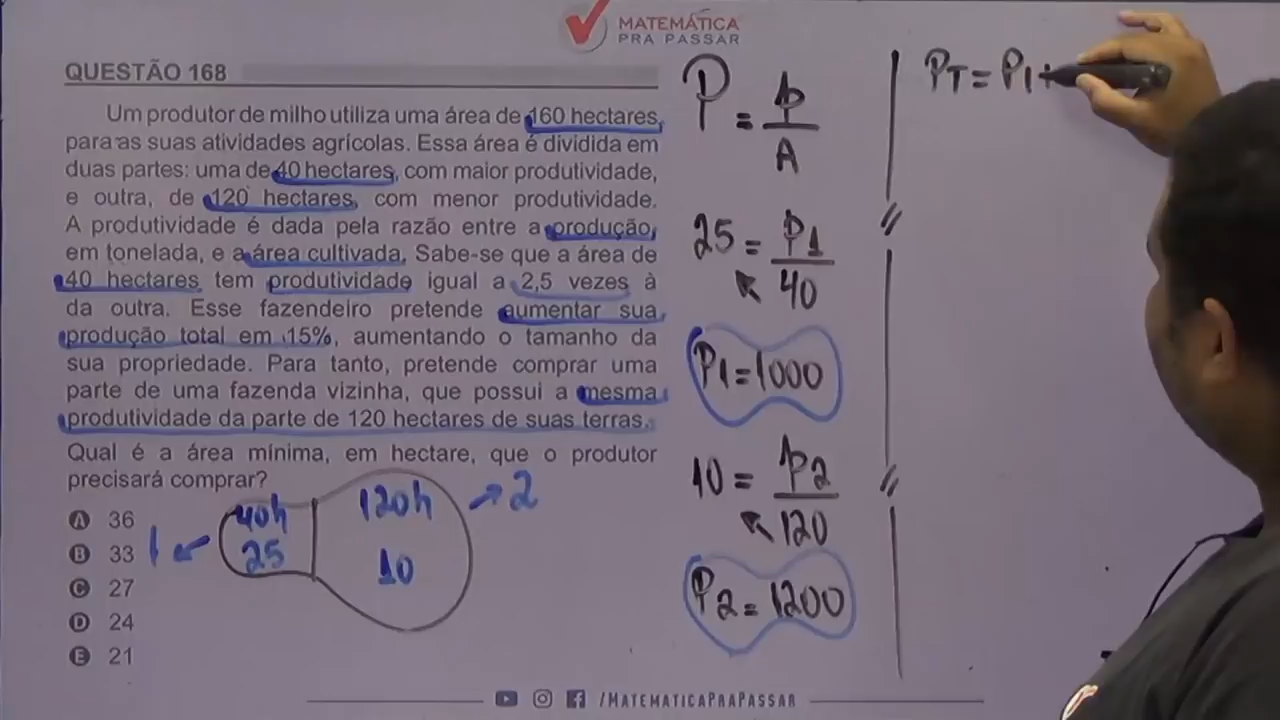 MATEMÁTICA
PRA PASSAR
QUESTÃO 168
Um produtor de milho utiliza uma área de 160 hectares
para as suas atividades agrícolas. Essa área é dividida em
duas partes: uma de 40 hectares, com maior produtividade,
e outra, de 120 hectares, com menor produtividade.
A produtividade é dada pela razão entre a produção,
em tonelada, e a área cultivada. Sabe-se que a área de
40 hectares tem produtividade igual a 2,5 vezes à
da outra. Esse fazendeiro pretende aumentar sua
produção total em 15%, aumentando o tamanho da
sua propriedade. Para tanto, pretende comprar uma
parte de uma fazenda vizinha, que possui a mesma
produtividade da parte de 120 hectares de suas terras.
Qual é a área mínima, em hectare, que o produtor
precisará comprar?
A 36
B 33
C 27
D 24
E 21
1
40h
25
120h
10
2
P = p/A
25 = P1/40
P1=1000
10 = p2/120
P2=1200
PT=P1+
/MATEMATICAPRAPASSAR